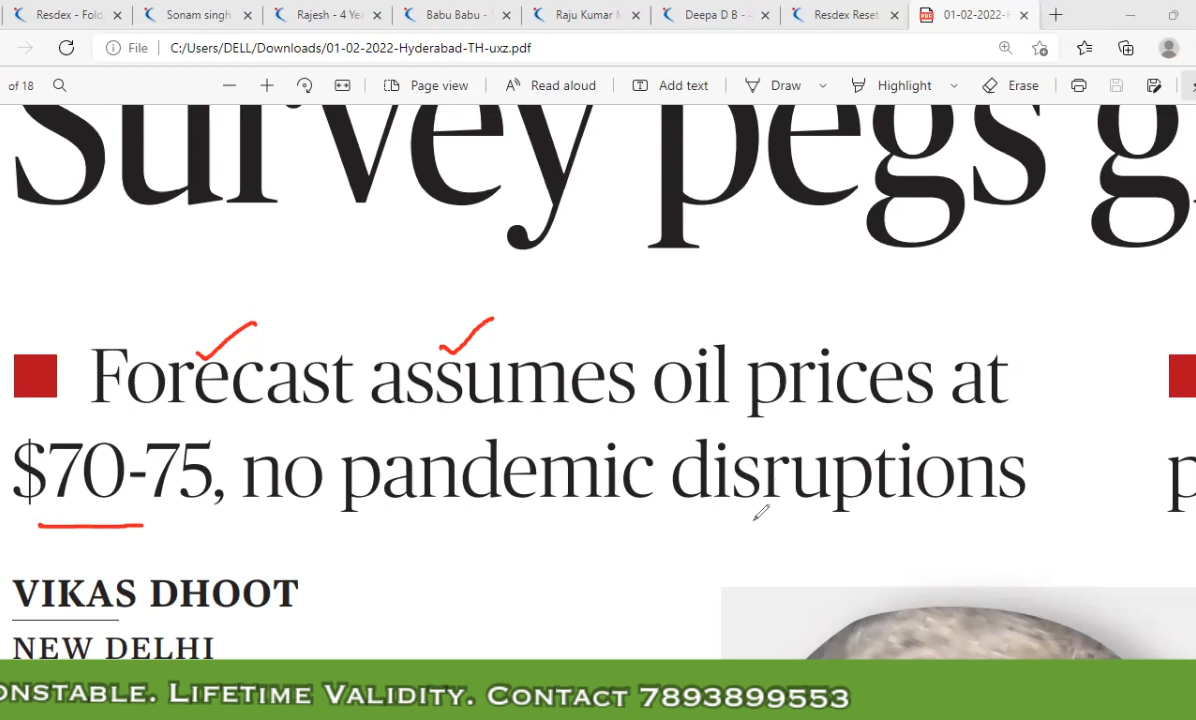 Resdex - Fold
Sonam singh
Rajesh - 4 Yea
Babu Babu -
Raju Kumar
Deepa D B -
Resdex Reset
01-02-2022-H
File
C:/Users/DELL/Downloads/01-02-2022-Hyderabad-TH-uxz.pdf
of 18
Page view
Read aloud
Add text
Draw
Highlight
Erase
Survey pegs g
Forecast assumes oil prices at
$70-75, no pandemic disruptions
p
VIKAS DHOOT
NEW DELHI
ONSTABLE. LIFETIME VALIDITY. CONTACT 7893899553